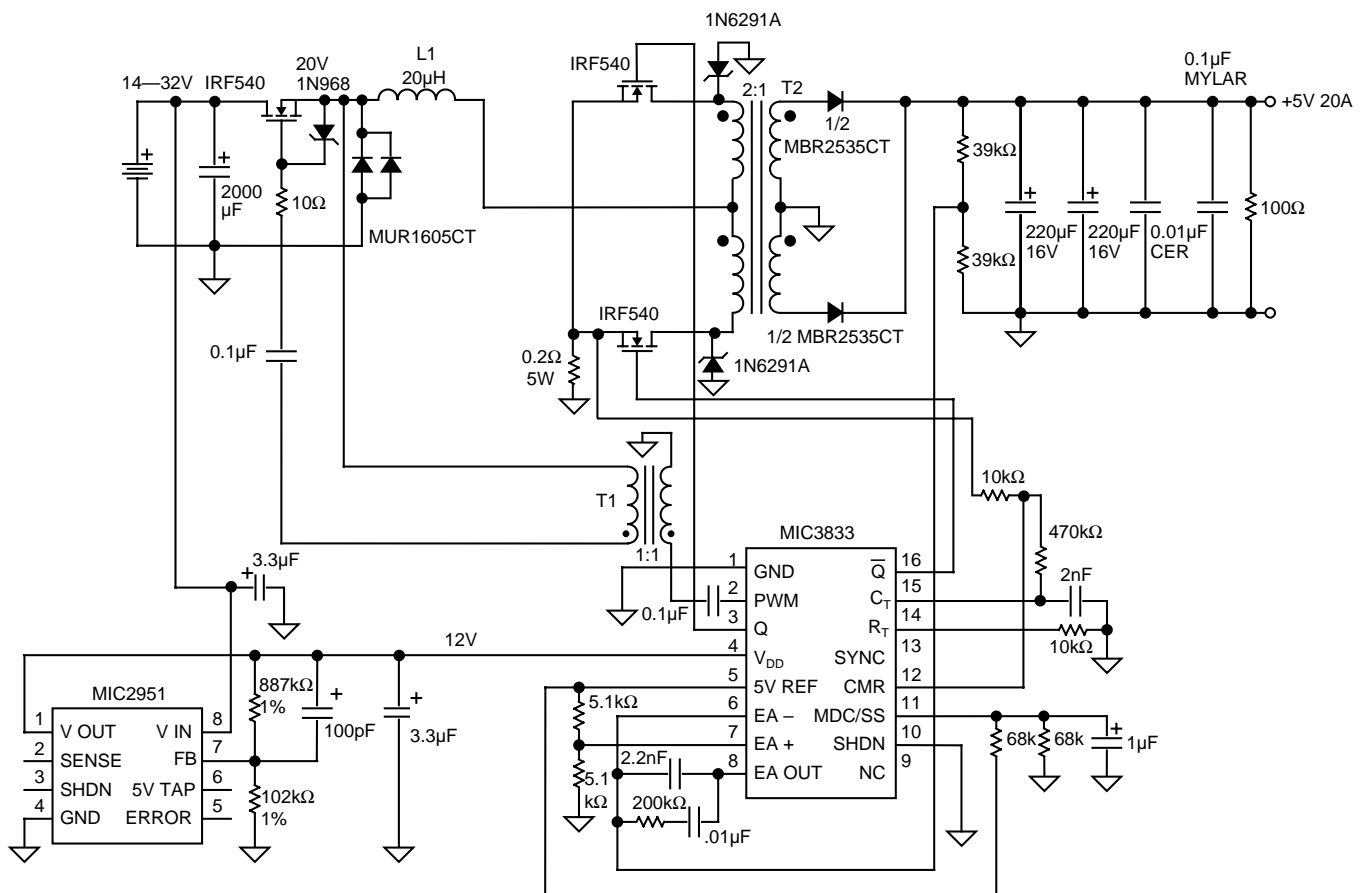 1N6291A
L1
20µH
20V
1N968
IRF540
14—32V
IRF540
2:1
T2
0.1µF
MYLAR
+5V 20A
1/2
MBR2535CT
+
+
2000
µF
10Ω
MUR1605CT
39kΩ
39kΩ
+
220µF
16V
+
220µF
16V
0.01µF
CER
100Ω
IRF540
1/2 MBR2535CT
0.1µF
0.2Ω
5W
1N6291A
T1
1:1
10kΩ
470kΩ
MIC3833
3.3µF
+
0.1µF
1 GND
2 PWM
3 Q
4 VDD
5 5V REF
6 EA –
7 EA +
8 EA OUT
Q̅ 16
CT 15
RT 14
SYNC 13
CMR 12
MDC/SS 11
SHDN 10
NC 9
2nF
10kΩ
12V
MIC2951
1 V OUT
2 SENSE
3 SHDN
4 GND
V IN 8
FB 7
5V TAP 6
ERROR 5
887kΩ
1%
+
100pF
+
3.3µF
102kΩ
1%
5.1kΩ
5.1
kΩ
2.2nF
200kΩ
.01µF
68k
68k
+
1µF